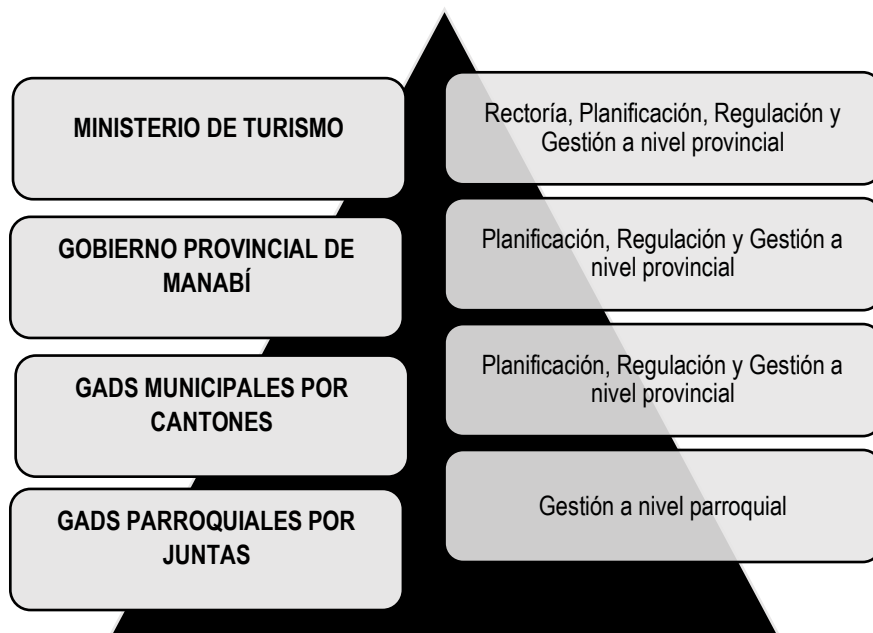 MINISTERIO DE TURISMO
Rectoría, Planificación, Regulación y
Gestión a nivel provincial
GOBIERNO PROVINCIAL DE
MANABÍ
Planificación, Regulación y Gestión a
nivel provincial
GADS MUNICIPALES POR
CANTONES
Planificación, Regulación y Gestión a
nivel provincial
GADS PARROQUIALES POR
JUNTAS
Gestión a nivel parroquial